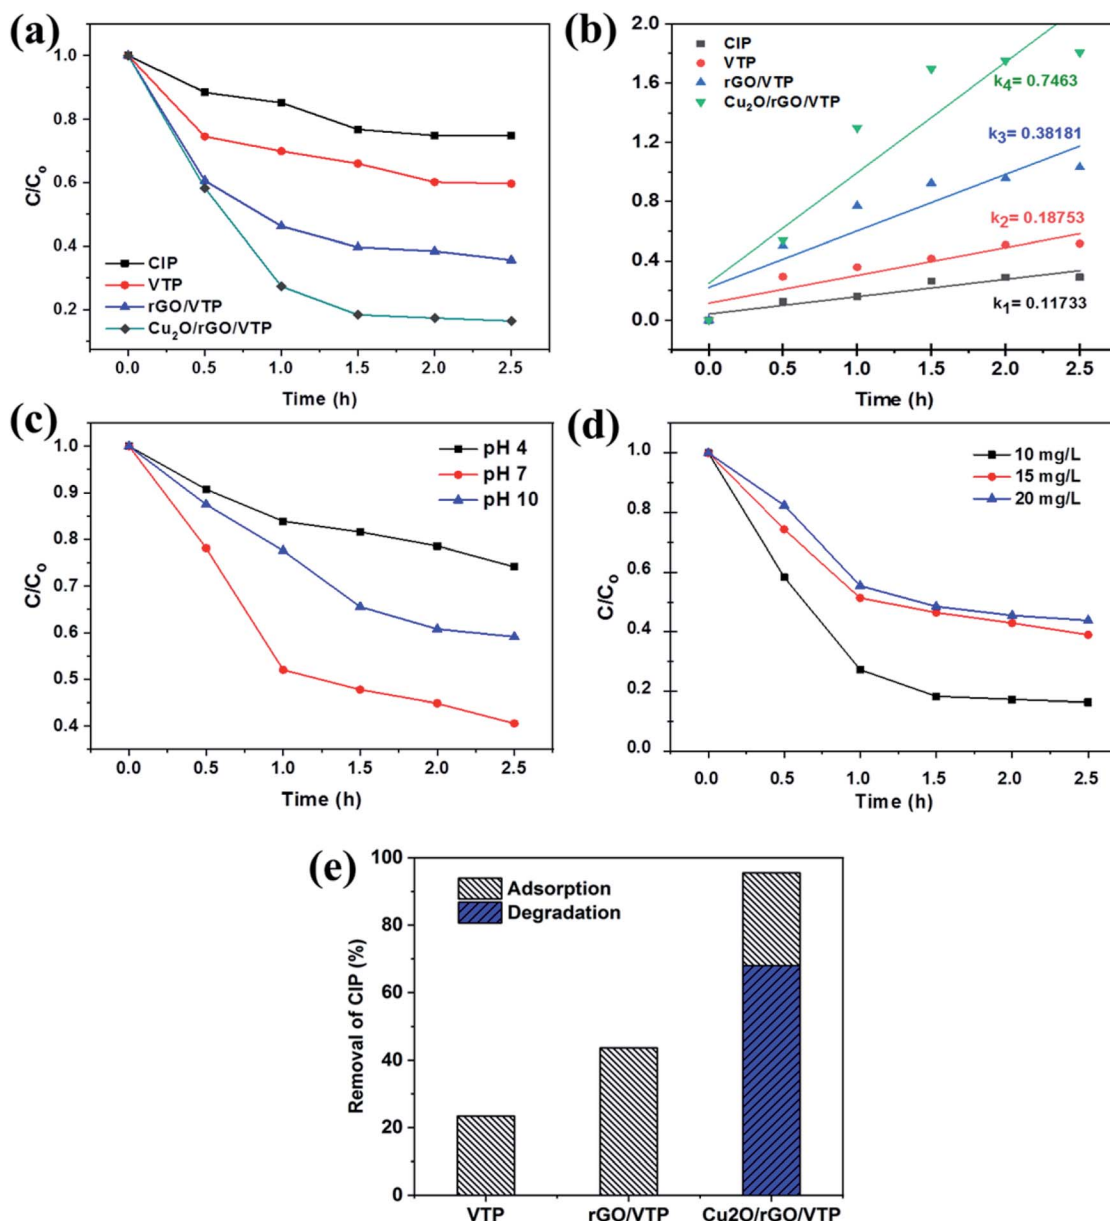 (a)
1.0
0.8
0.6
0.4
0.2
C/C₀
CIP
VTP
rGO/VTP
Cu₂O/rGO/VTP
0.0 0.5 1.0 1.5 2.0 2.5
Time (h)
(b)
2.0
1.6
1.2
0.8
0.4
0.0
CIP
VTP
rGO/VTP
Cu₂O/rGO/VTP
k₄= 0.7463
k₃= 0.38181
k₂= 0.18753
k₁= 0.11733
0.0 0.5 1.0 1.5 2.0 2.5
Time (h)
(c)
1.0
0.9
0.8
0.7
0.6
0.5
0.4
C/C₀
pH 4
pH 7
pH 10
0.0 0.5 1.0 1.5 2.0 2.5
Time (h)
(d)
1.0
0.8
0.6
0.4
0.2
0.0
C/C₀
10 mg/L
15 mg/L
20 mg/L
0.0 0.5 1.0 1.5 2.0 2.5
Time (h)
(e)
100
80
60
40
20
0
Removal of CIP (%)
Adsorption
Degradation
VTP rGO/VTP Cu2O/rGO/VTP